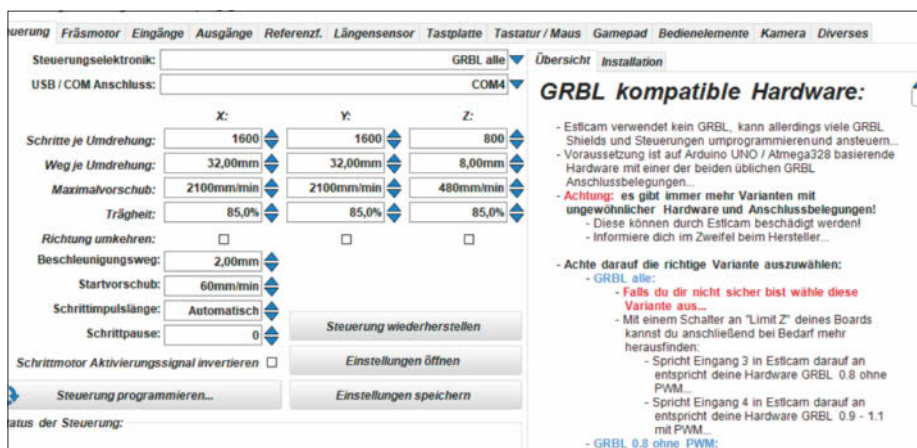 Fräsmotor Eingänge Ausgänge Referenzf. Längensensor Tastplatte Tastatur / Maus Gamepad Bedienelemente Kamera Diverses
Steuerungselektronik: GRBL alle
USB / COM Anschluss: COM4
X: Y: Z:
Schritte je Umdrehung: 1600 1600 800
Weg je Umdrehung: 32,00mm 32,00mm 8,00mm
Maximalvorschub: 2100mm/min 2100mm/min 480mm/min
Trägheit: 85,0% 85,0% 85,0%
Richtung umkehren:
Beschleunigungsweg: 2,00mm
Startvorschub: 60mm/min
Schrittimpulslänge: Automatisch
Schrittpause: 0
Schrittmotor Aktivierungssignal invertieren
Steuerung wiederherstellen
Einstellungen öffnen
Steuerung programmieren...
Einstellungen speichern
tatus der Steuerung:
Übersicht Installation
GRBL kompatible Hardware:
- Estlcam verwendet kein GRBL, kann allerdings viele GRBL
Shields und Steuerungen umprogrammieren und ansteuern...
- Voraussetzung ist auf Arduino UNO / Atmega328 basierende
Hardware mit einer der beiden üblichen GRBL
Anschlussbelegungen...
- Achtung: es gibt immer mehr Varianten mit
ungewöhnlicher Hardware und Anschlussbelegungen!
- Diese können durch Estlcam beschädigt werden!
- Informiere dich im Zweifel beim Hersteller...
- Achte darauf die richtige Variante auszuwählen:
- GRBL alle:
- Falls du dir nicht sicher bist wähle diese
Variante aus...
- Mit einem Schalter an "Limit Z" deines Boards
kannst du anschließend bei Bedarf mehr
herausfinden:
- Spricht Eingang 3 in Estlcam darauf an
entspricht deine Hardware GRBL 0.8 ohne
PWM...
- Spricht Eingang 4 in Estlcam darauf an
entspricht deine Hardware GRBL 0.9 - 1.1
mit PWM...
- GRBL 0.8 ohne PWM: